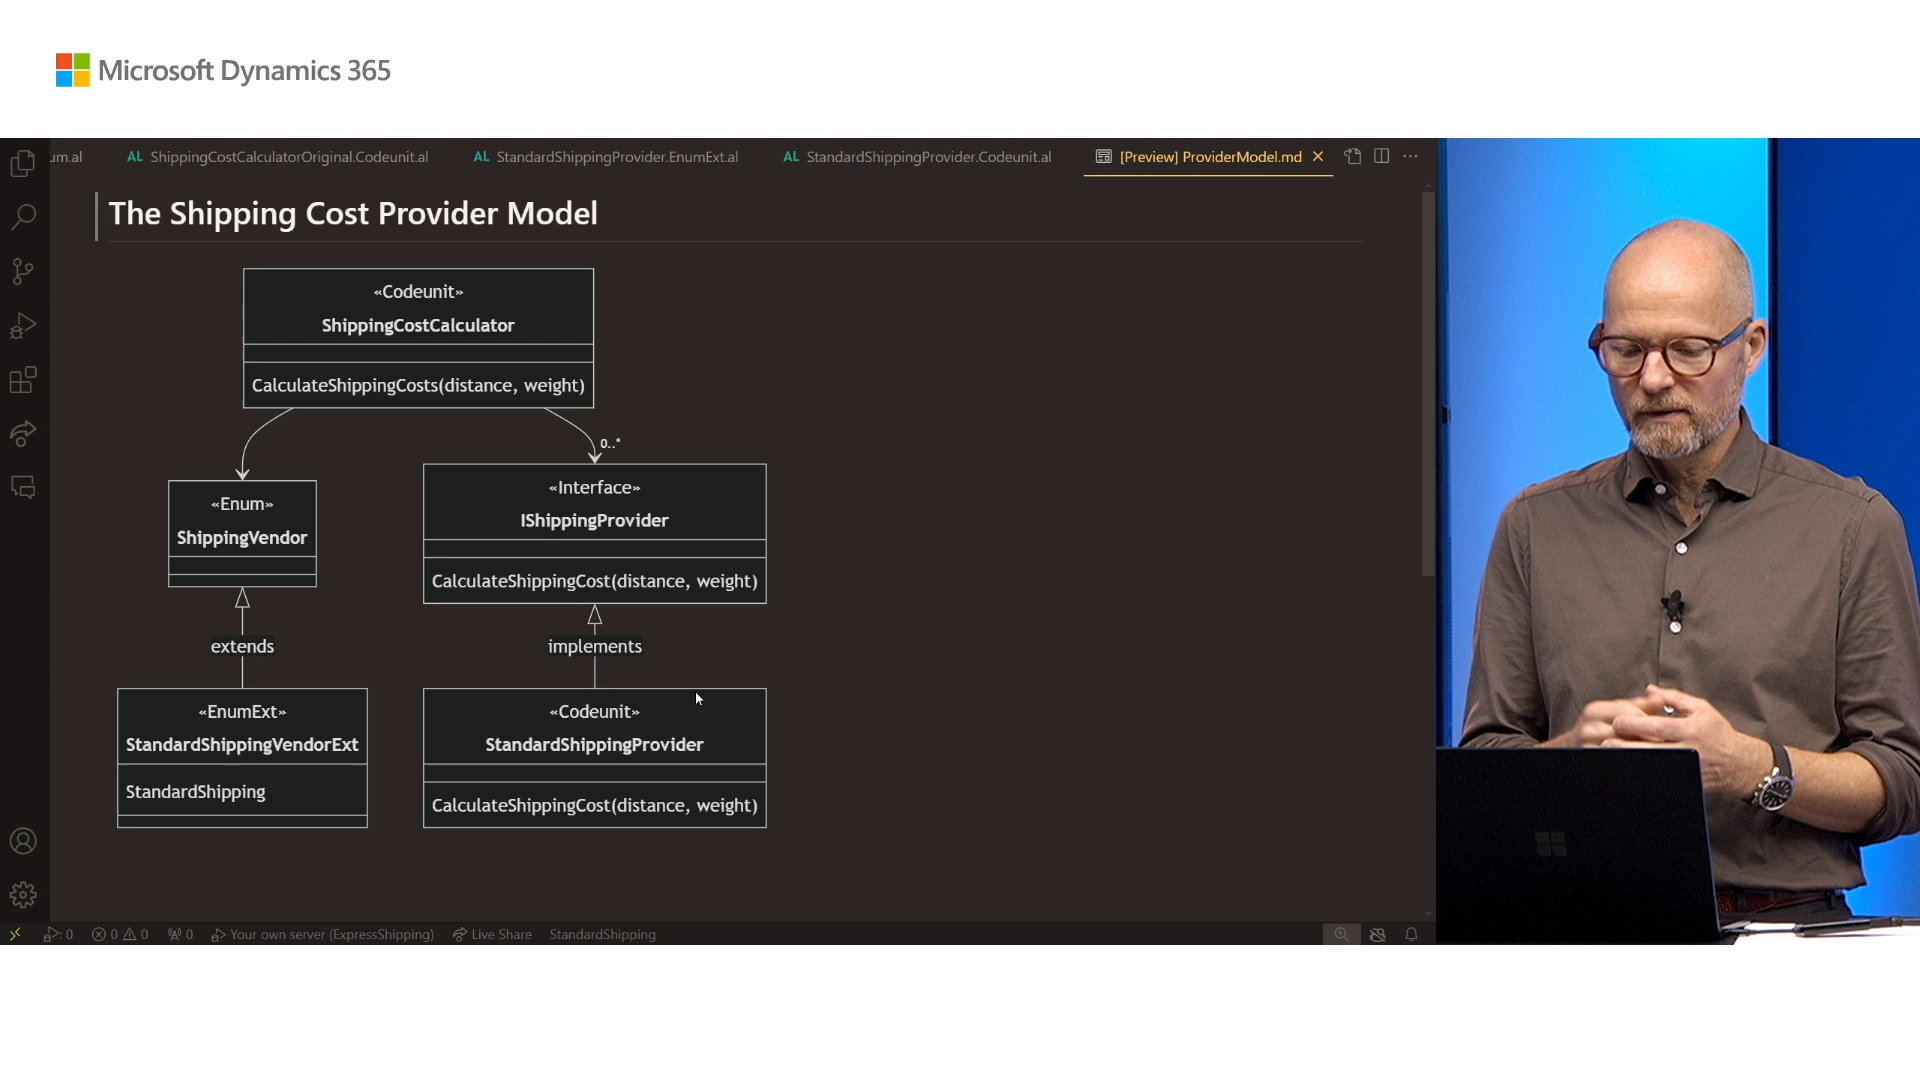 Microsoft Dynamics 365
um.al
AL ShippingCostCalculatorOriginal.Codeunit.al
AL StandardShippingProvider.EnumExt.al
AL StandardShippingProvider.Codeunit.al
[Preview] ProviderModel.md
The Shipping Cost Provider Model
«Codeunit»
ShippingCostCalculator
CalculateShippingCosts(distance, weight)
0..*
«Enum»
ShippingVendor
«Interface»
IShippingProvider
CalculateShippingCost(distance, weight)
extends
implements
«EnumExt»
StandardShippingVendorExt
StandardShipping
«Codeunit»
StandardShippingProvider
CalculateShippingCost(distance, weight)
: 0 0 0 0 Your own server (ExpressShipping) Live Share StandardShipping